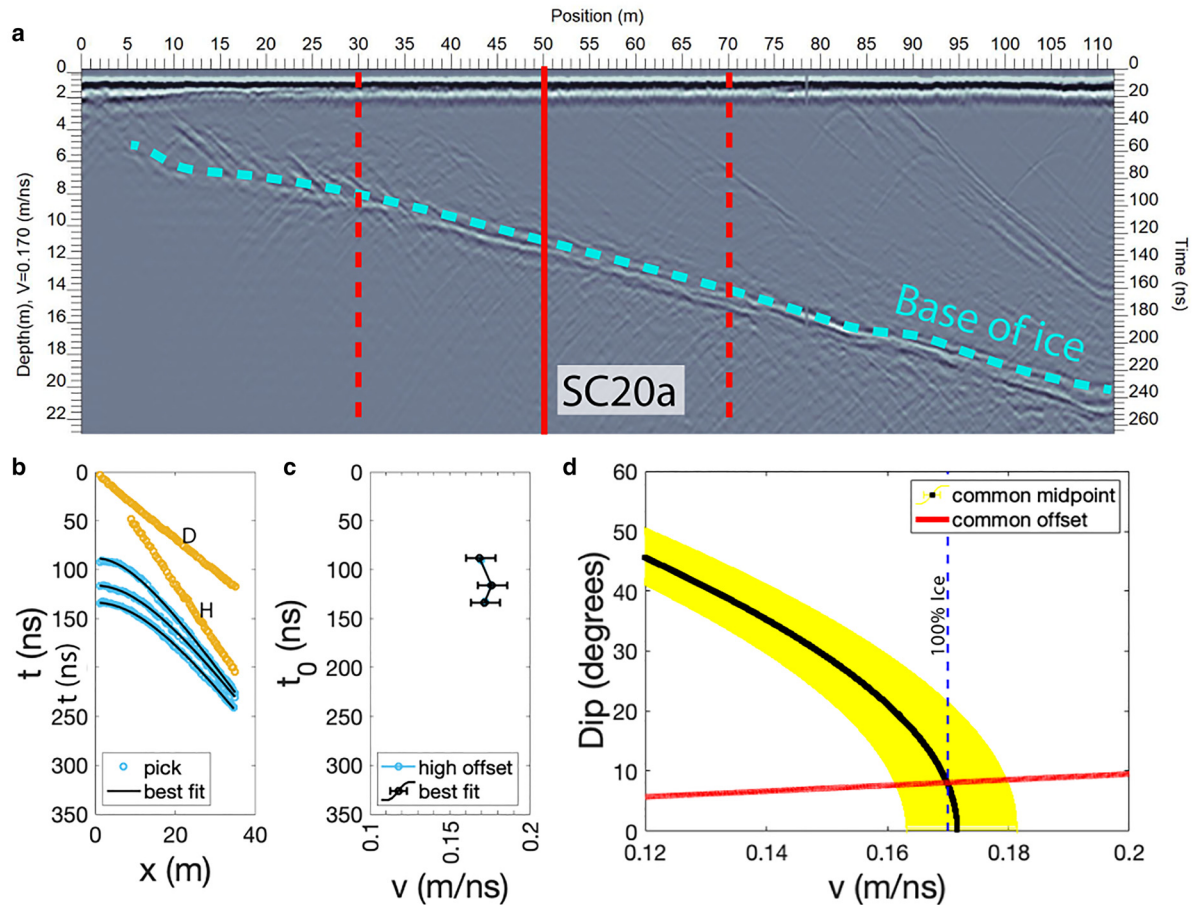 Position (m)
a
0 5 10 15 20 25 30 35 40 45 50 55 60 65 70 75 80 85 90 95 100 105 110
0 2 4 6 8 10 12 14 16 18 20 22
Depth(m), V=0.170 (m/ns)
0 20 40 60 80 100 120 140 160 180 200 220 240 260
Time (ns)
Base of ice
SC20a
b
0 50 100 150 200 250 300 350
t (ns)
t (ns)
D
H
pick
best fit
0 20 40
x (m)
c
0 50 100 150 200 250 300 350
t0 (ns)
high offset
best fit
0.1 0.15 0.2
v (m/ns)
d
60 50 40 30 20 10 0
Dip (degrees)
common midpoint
common offset
100% Ice
0.12 0.14 0.16 0.18 0.2
v (m/ns)